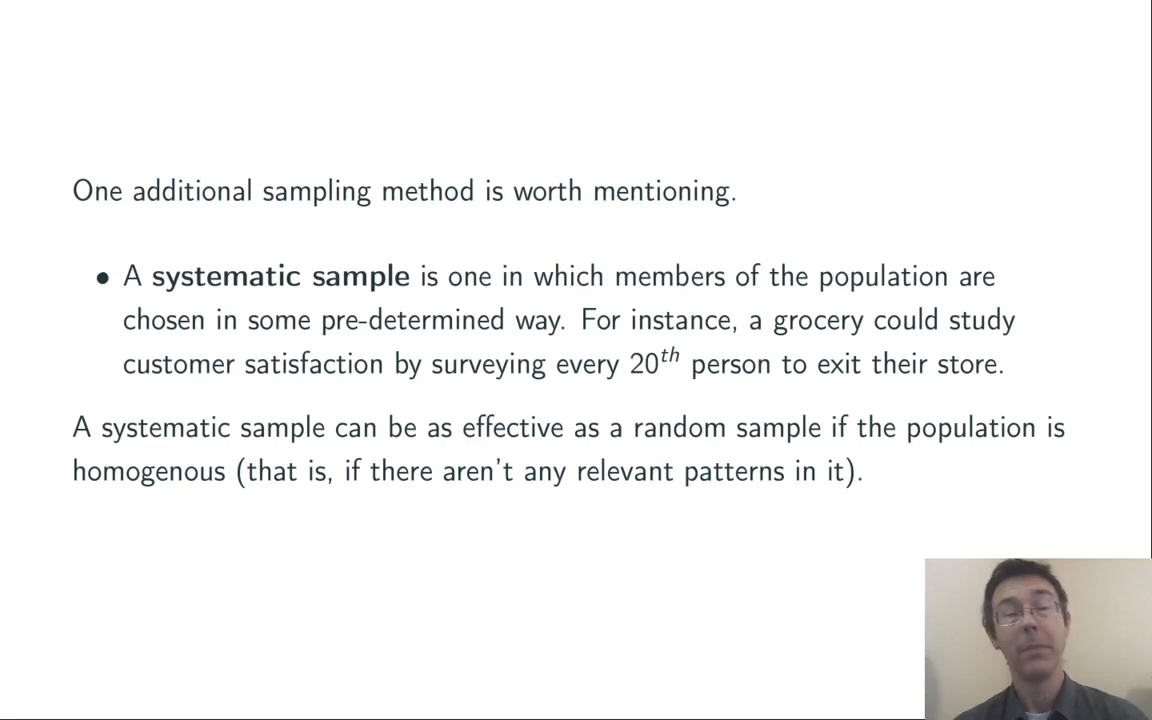 One additional sampling method is worth mentioning.
• A systematic sample is one in which members of the population are
chosen in some pre-determined way. For instance, a grocery could study
customer satisfaction by surveying every 20th person to exit their store.
A systematic sample can be as effective as a random sample if the population is
homogenous (that is, if there aren't any relevant patterns in it).